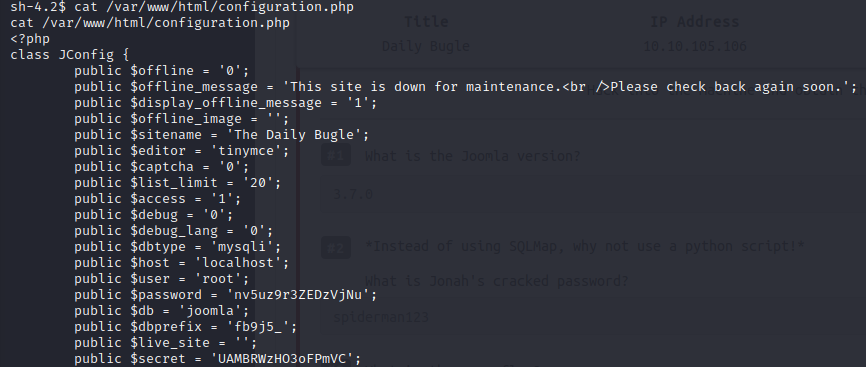 sh-4.2$ cat /var/www/html/configuration.php
cat /var/www/html/configuration.php
<?php
class JConfig {
public $offline = '0';
public $offline_message = 'This site is down for maintenance.<br />Please check back again soon.';
public $display_offline_message = '1';
public $offline_image = '';
public $sitename = 'The Daily Bugle';
public $editor = 'tinymce';
public $captcha = '0';
public $list_limit = '20';
public $access = '1';
public $debug = '0';
public $debug_lang = '0';
public $dbtype = 'mysqli';
public $host = 'localhost';
public $user = 'root';
public $password = 'nv5uz9r3ZEDzVjNu';
public $db = 'joomla';
public $dbprefix = 'fb9j5_';
public $live_site = '';
public $secret = 'UAMBRWzHO3oFPmVC';
Title IP Address
Daily Bugle 10.10.105.106
#1 What is the Joomla version?
3.7.0
#2 *Instead of using SQLMap, why not use a python script!*
What is Jonah's cracked password?
spiderman123